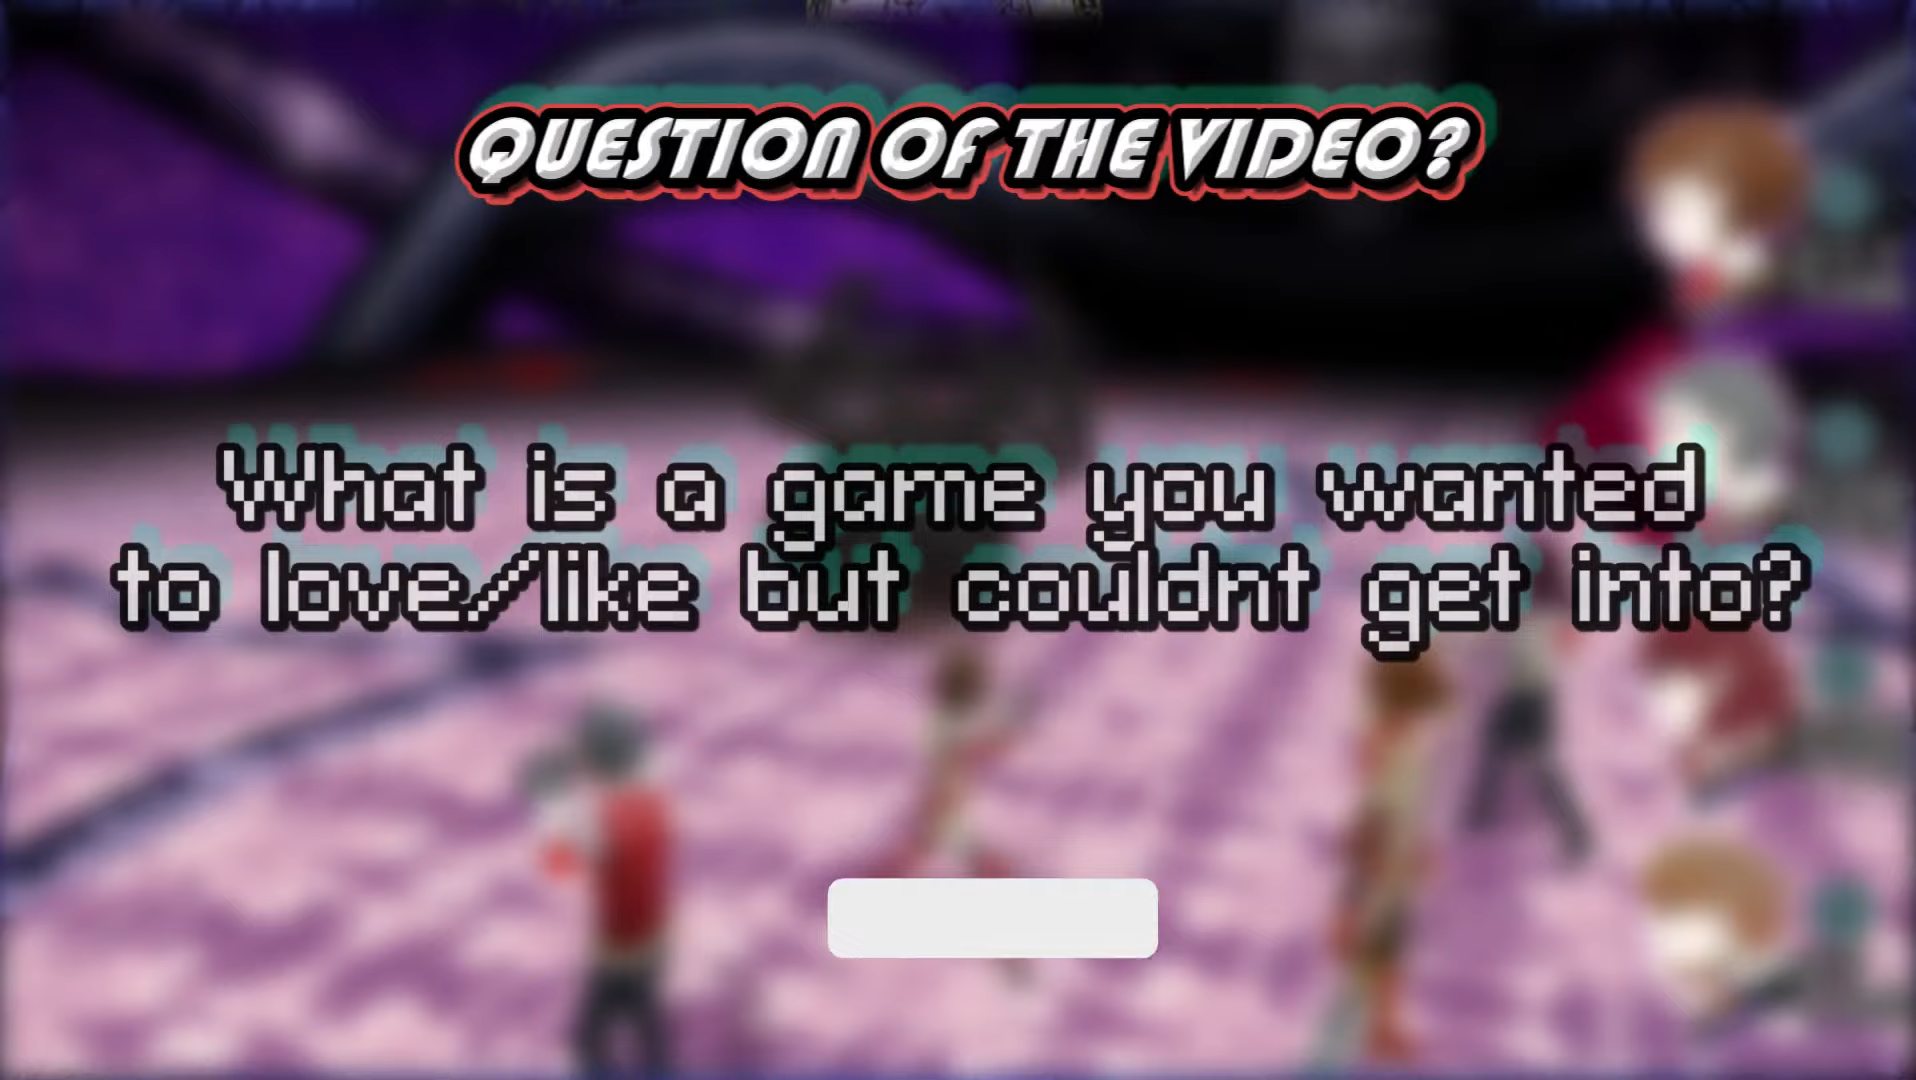 QUESTION OF THE VIDEO?
What is a game you wanted
to love/like but couldnt get into?